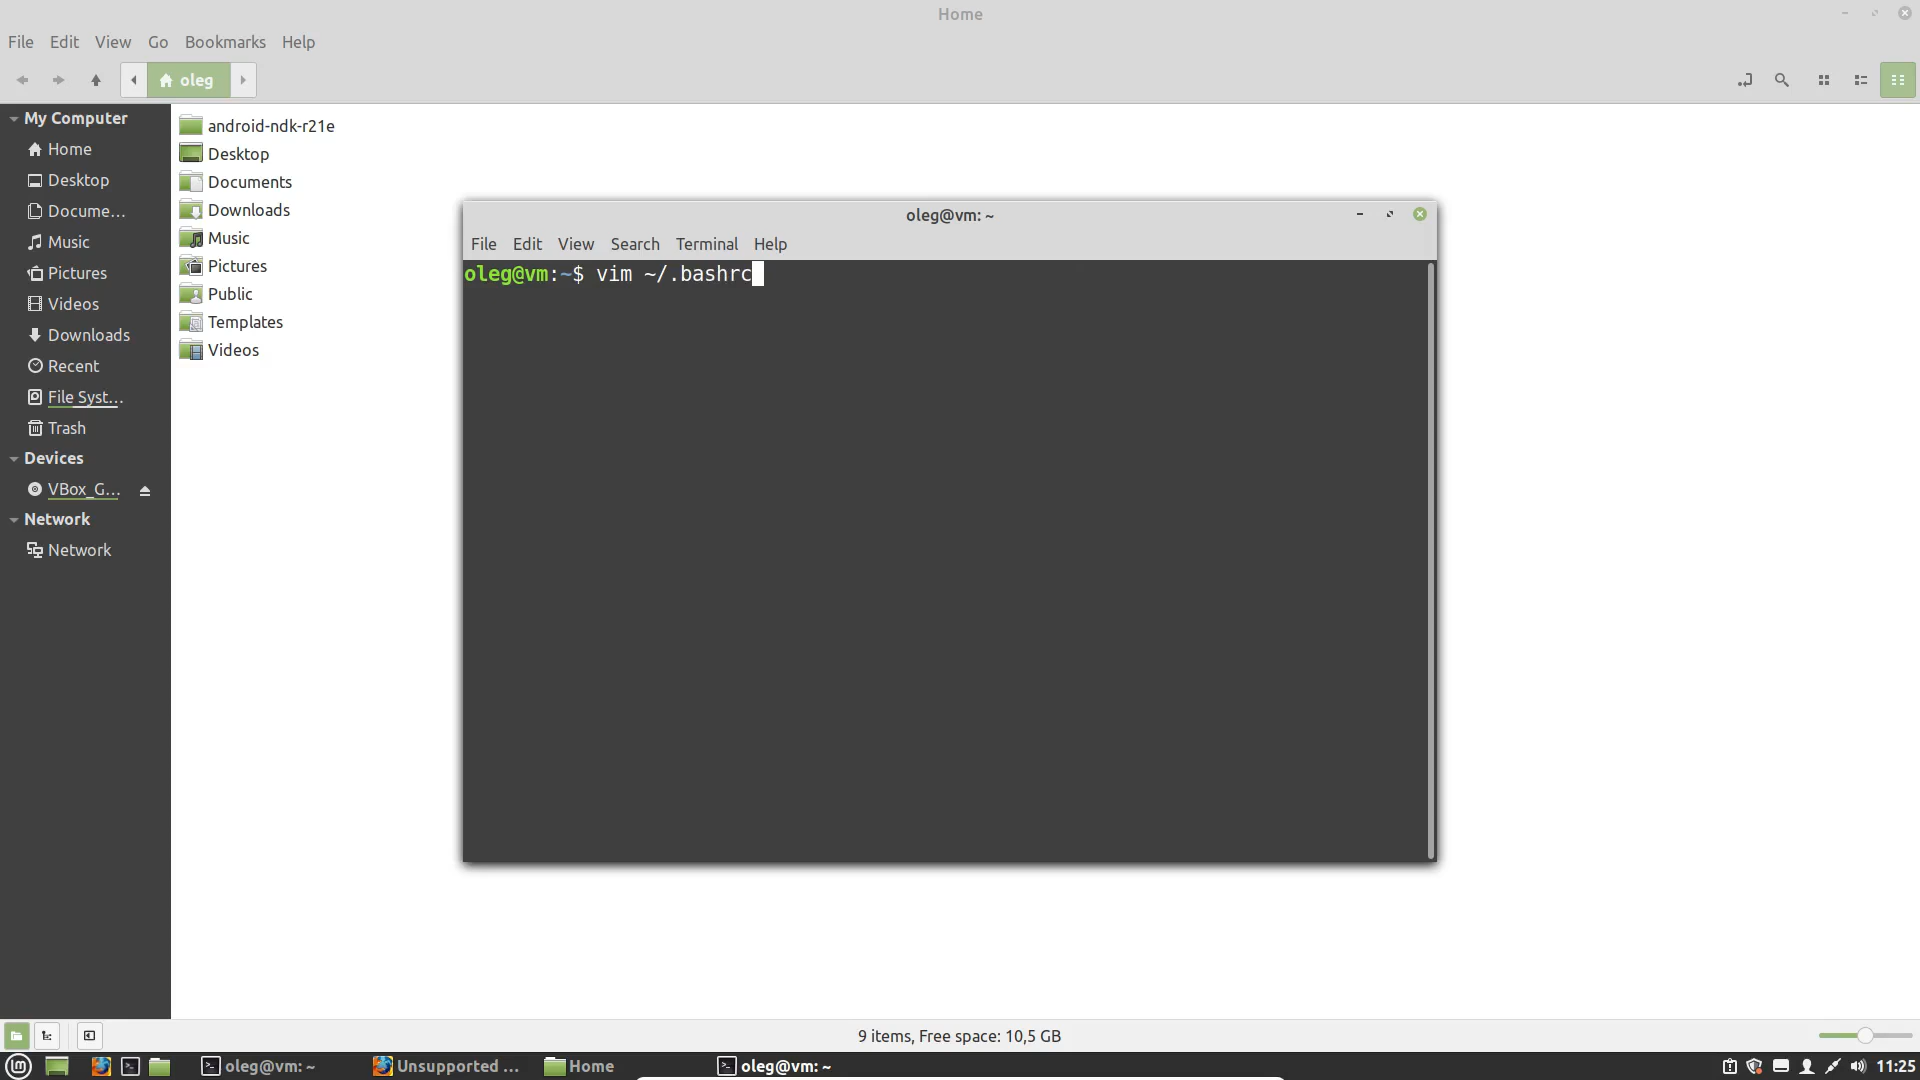 Home
File Edit View Go Bookmarks Help
oleg
My Computer
Home
Desktop
Docume...
Music
Pictures
Videos
Downloads
Recent
File Syst...
Trash
Devices
VBox_G...
Network
Network
android-ndk-r21e
Desktop
Documents
Downloads
Music
Pictures
Public
Templates
Videos
oleg@vm: ~
File Edit View Search Terminal Help
oleg@vm:~$ vim ~/.bashrc
9 items, Free space: 10,5 GB
oleg@vm: ~ Unsupported ... Home oleg@vm: ~ 11:25